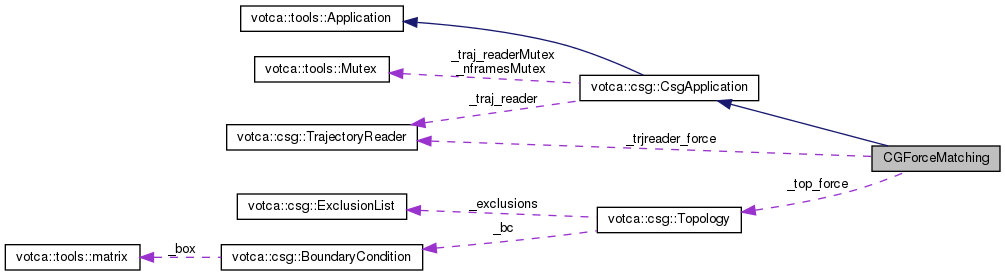 votca::tools::Application
_traj_readerMutex
_nframesMutex
votca::tools::Mutex
votca::csg::CsgApplication
_traj_reader
votca::csg::TrajectoryReader
_trjreader_force
CGForceMatching
_top_force
votca::csg::ExclusionList
_exclusions
votca::csg::Topology
_bc
_box
votca::tools::matrix
votca::csg::BoundaryCondition